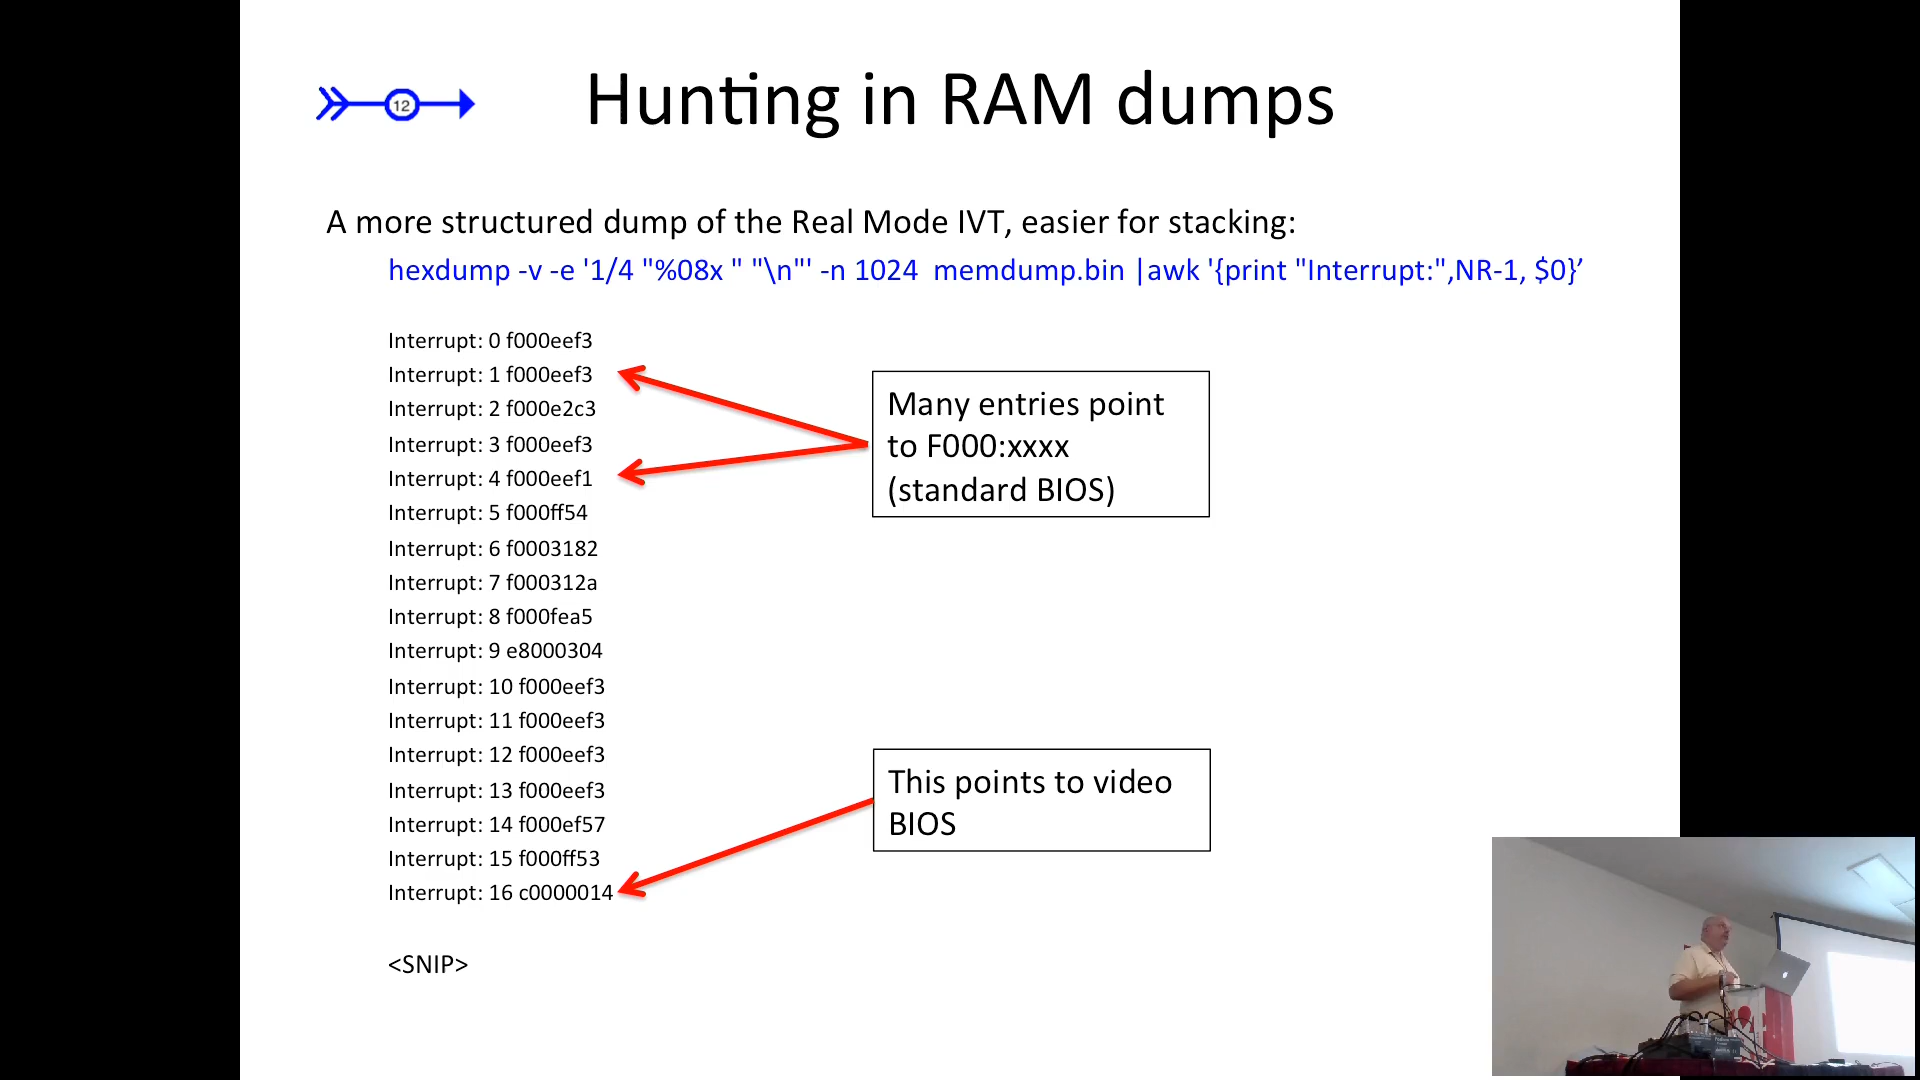 12
Hunting in RAM dumps
A more structured dump of the Real Mode IVT, easier for stacking:
hexdump -v -e '1/4 "%08x " "\n"' -n 1024  memdump.bin |awk '{print "Interrupt:",NR-1, $0}’
Interrupt: 0 f000eef3
Interrupt: 1 f000eef3
Interrupt: 2 f000e2c3
Interrupt: 3 f000eef3
Interrupt: 4 f000eef1
Interrupt: 5 f000ff54
Interrupt: 6 f0003182
Interrupt: 7 f000312a
Interrupt: 8 f000fea5
Interrupt: 9 e8000304
Interrupt: 10 f000eef3
Interrupt: 11 f000eef3
Interrupt: 12 f000eef3
Interrupt: 13 f000eef3
Interrupt: 14 f000ef57
Interrupt: 15 f000ff53
Interrupt: 16 c0000014
<SNIP>
Many entries point
to F000:xxxx
(standard BIOS)
This points to video
BIOS